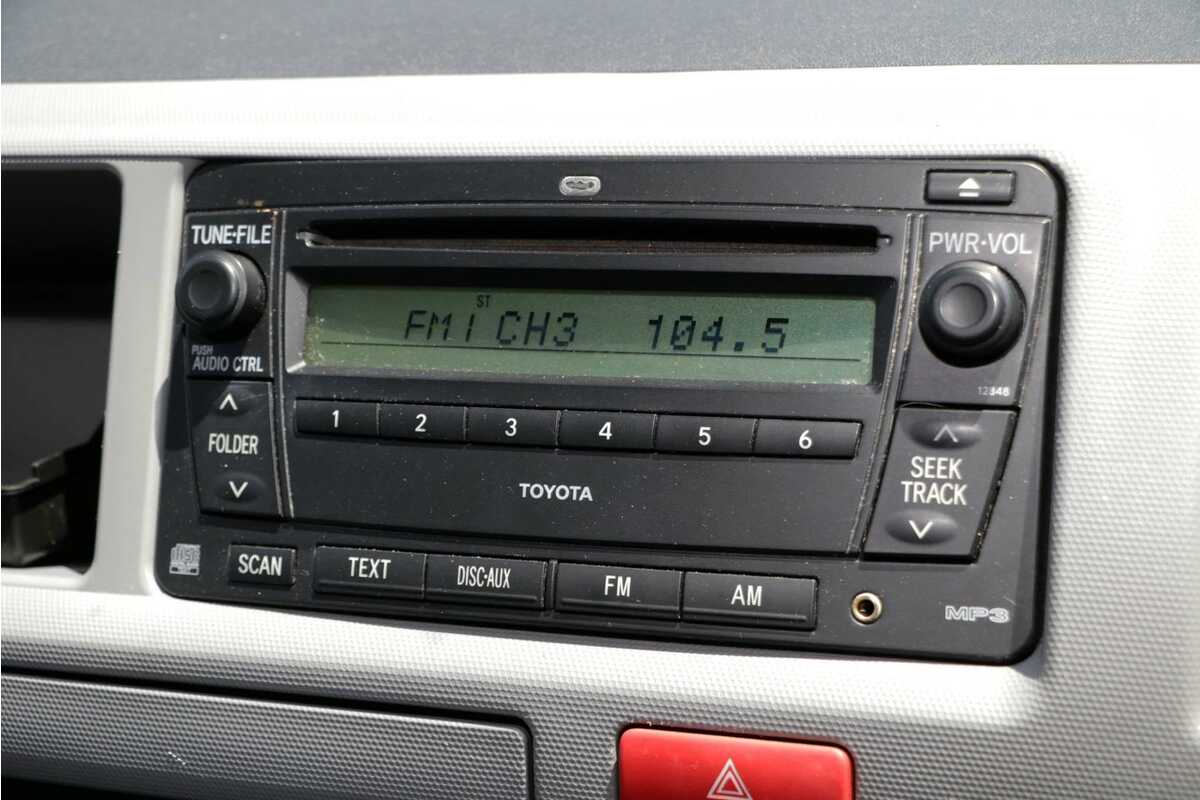 TUNE·FILE
PWR·VOL
ST
FM1 CH3 104.5
PUSH
AUDIO CTRL
12348
1 2 3 4 5 6
FOLDER
SEEK
TRACK
TOYOTA
SCAN
TEXT
DISC·AUX
FM
AM
MP3